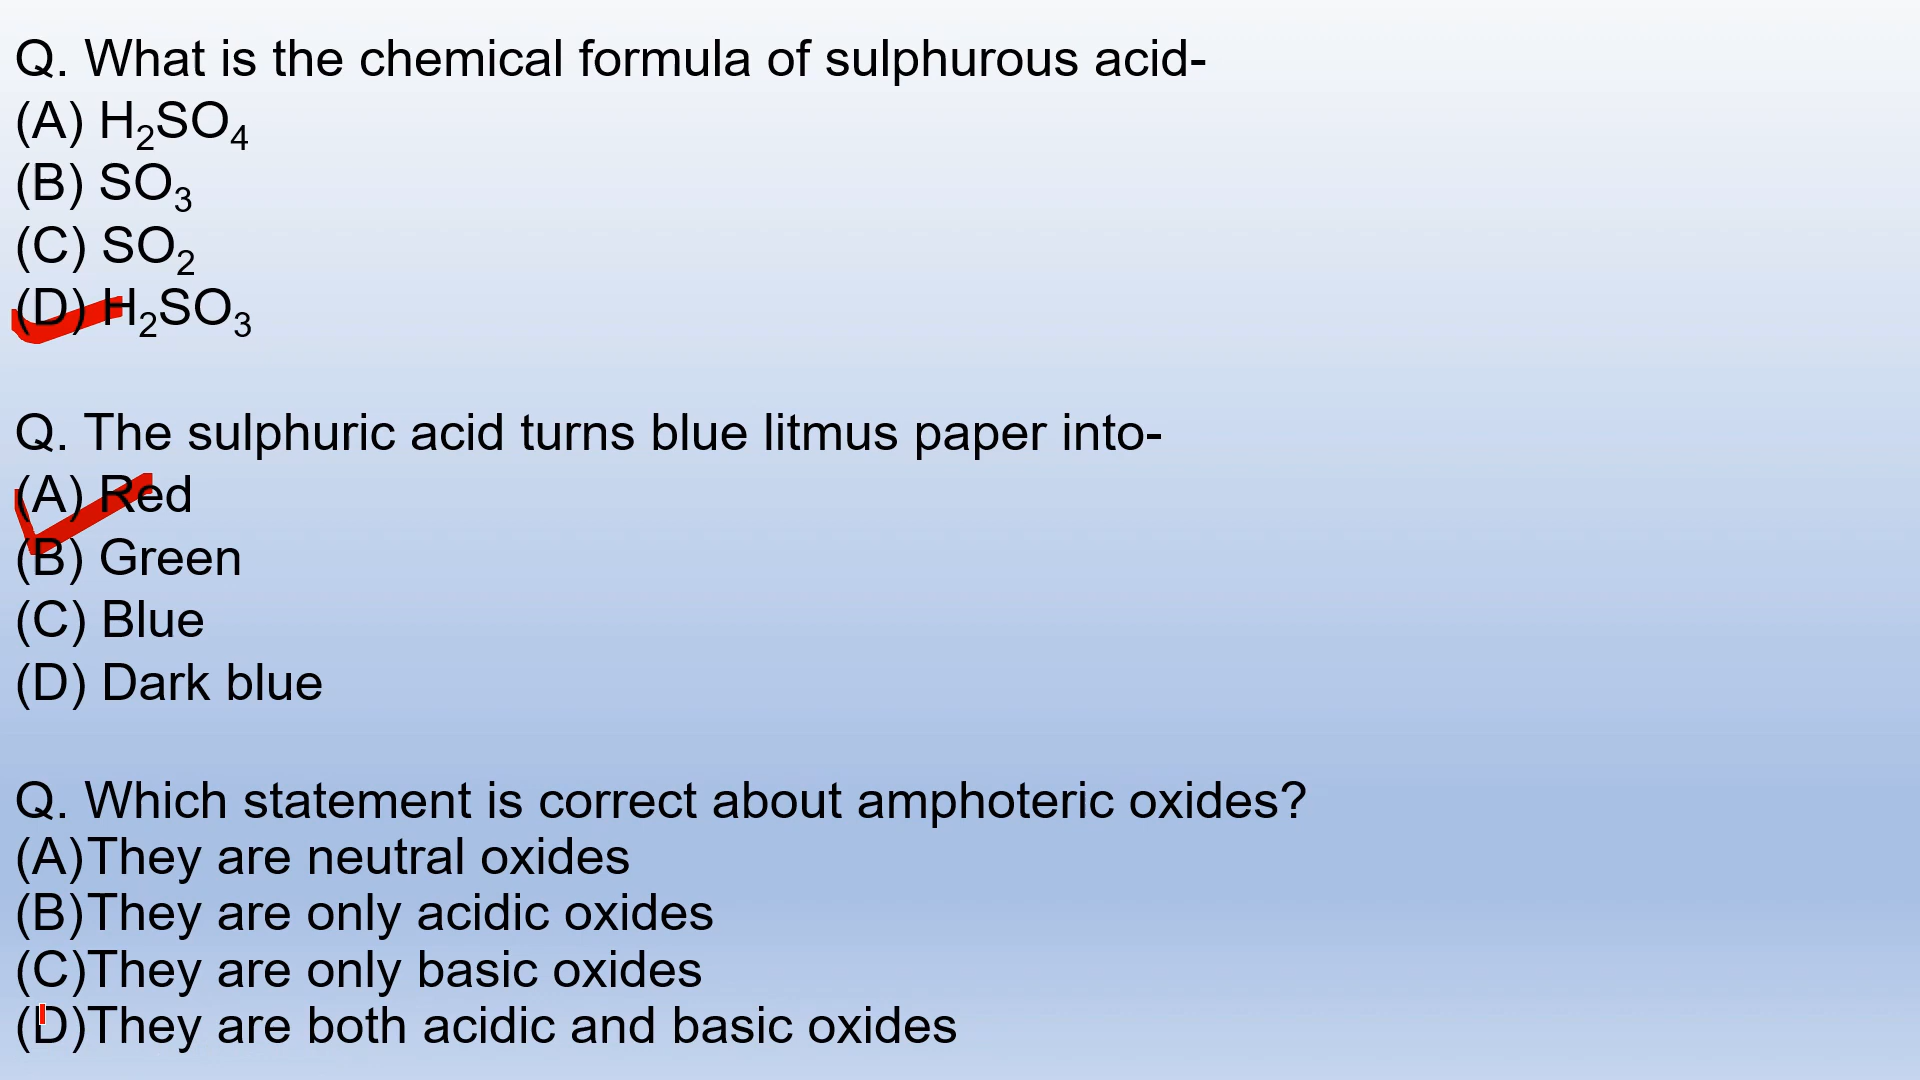 Q. What is the chemical formula of sulphurous acid-
(A) H₂SO₄
(B) SO₃
(C) SO₂
(D) H₂SO₃
Q. The sulphuric acid turns blue litmus paper into-
(A) Red
(B) Green
(C) Blue
(D) Dark blue
Q. Which statement is correct about amphoteric oxides?
(A)They are neutral oxides
(B)They are only acidic oxides
(C)They are only basic oxides
(D)They are both acidic and basic oxides